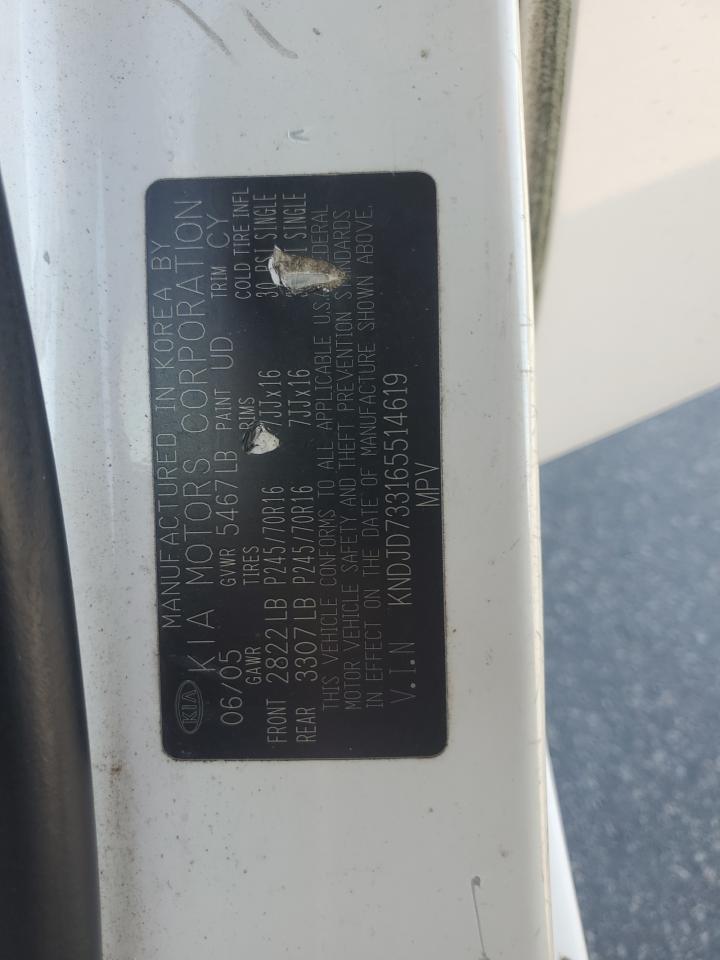 MANUFACTURED IN KOREA BY
KIA KIA MOTORS CORPORATION
06/05 GVWR 5467LB PAINT UD TRIM CY
GAWR TIRES RIMS COLD TIRE INFL
FRONT 2822LB P245/70R16 7JJx16 30 PSI SINGLE
REAR 3307LB P245/70R16 7JJx16 SINGLE
THIS VEHICLE CONFORMS TO ALL APPLICABLE U.S.A. FEDERAL
MOTOR VEHICLE SAFETY AND THEFT PREVENTION STANDARDS
IN EFFECT ON THE DATE OF MANUFACTURE SHOWN ABOVE.
V.I.N KNDJD733165514619
MPV